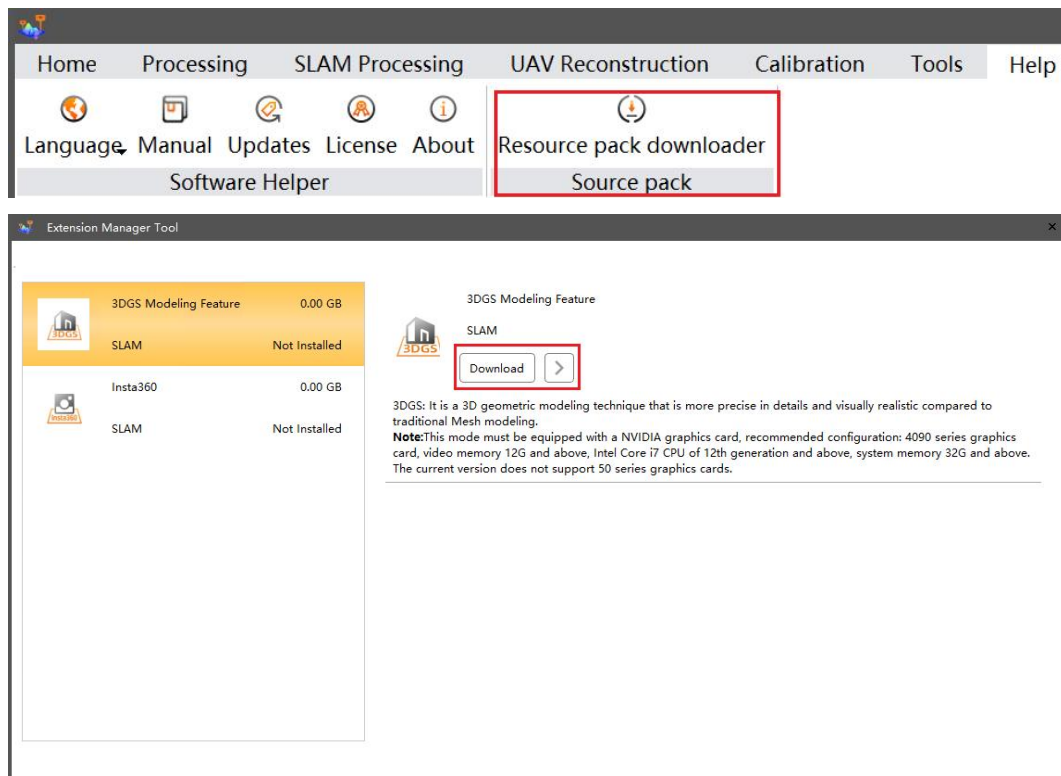 Home Processing SLAM Processing UAV Reconstruction Calibration Tools Help
Language Manual Updates License About Resource pack downloader
Software Helper Source pack
Extension Manager Tool
3DGS Modeling Feature 0.00 GB
SLAM Not Installed
Insta360 0.00 GB
SLAM Not Installed
3DGS Modeling Feature
SLAM
Download
3DGS: It is a 3D geometric modeling technique that is more precise in details and visually realistic compared to
traditional Mesh modeling.
Note:This mode must be equipped with a NVIDIA graphics card, recommended configuration: 4090 series graphics
card, video memory 12G and above, Intel Core i7 CPU of 12th generation and above, system memory 32G and above.
The current version does not support 50 series graphics cards.
3DGS
Insta360
3DGS